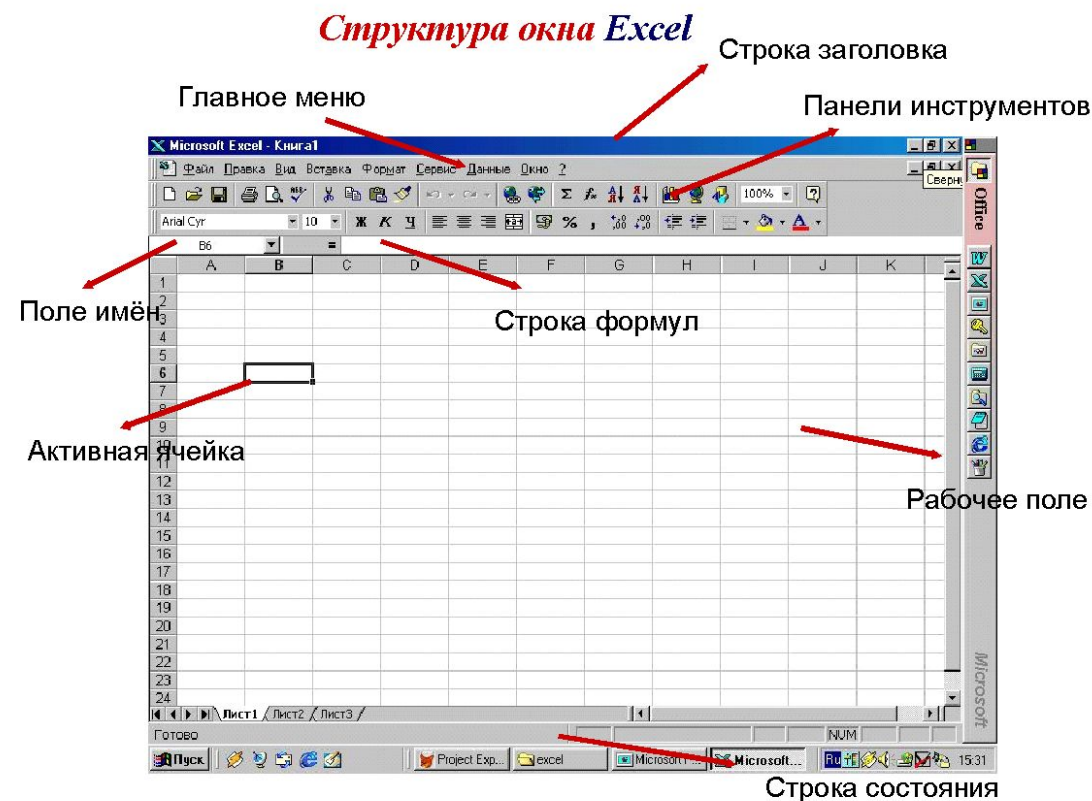 Структура окна Excel
Строка заголовка
Главное меню
Панели инструментов
Microsoft Excel - Книга1
Файл Правка Вид Вставка Формат Сервис Данные Окно ?
Сверну
100%
Arial Cyr 10 Ж К Ч
Office
B6 =
A B C D E F G H I J K
1
2
Поле имён
3
Строка формул
4
5
6
7
8
9
Активная ячейка
10
11
12
Рабочее поле
13
14
15
16
17
18
19
20
21
22
23
24
Microsoft
Лист1 Лист2 Лист3
Готово NUM
Пуск Project Exp... excel Microsoft P... Microsoft... Ru 15:31
Строка состояния